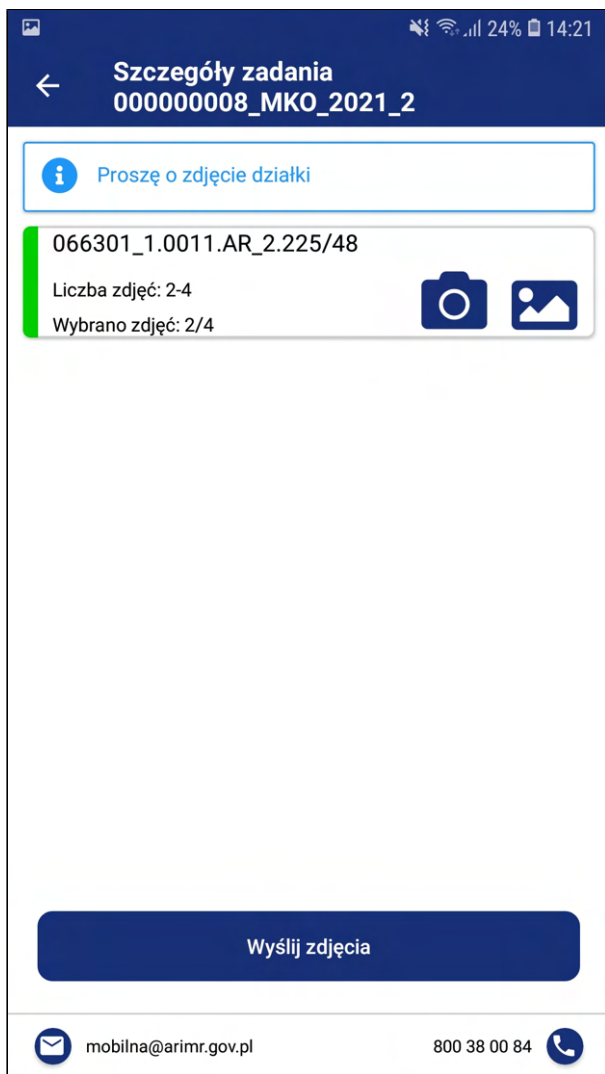 24% 14:21
Szczegóły zadania
000000008_MKO_2021_2
Proszę o zdjęcie działki
066301_1.0011.AR_2.225/48
Liczba zdjęć: 2-4
Wybrano zdjęć: 2/4
Wyślij zdjęcia
mobilna@arimr.gov.pl 800 38 00 84